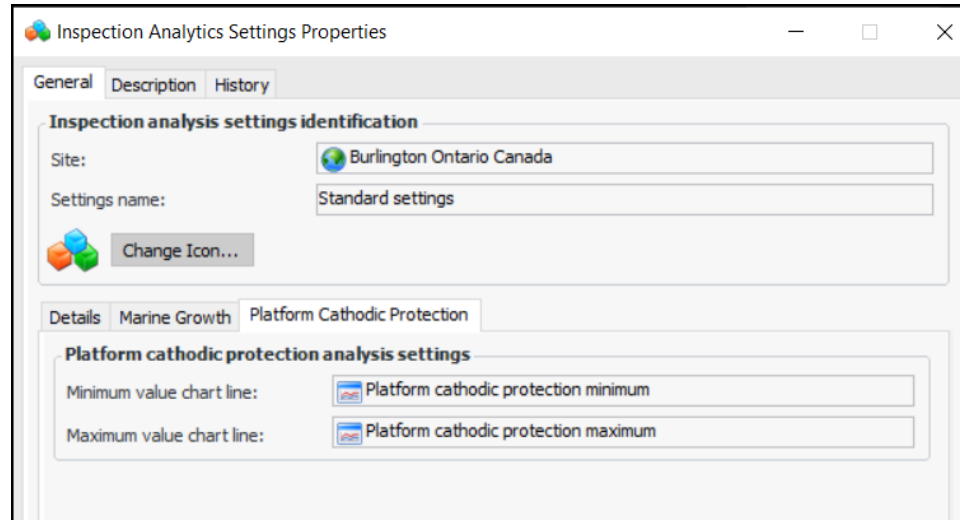 Inspection Analytics Settings Properties
General Description History
Inspection analysis settings identification
Site: Burlington Ontario Canada
Settings name: Standard settings
Change Icon...
Details Marine Growth Platform Cathodic Protection
Platform cathodic protection analysis settings
Minimum value chart line: Platform cathodic protection minimum
Maximum value chart line: Platform cathodic protection maximum